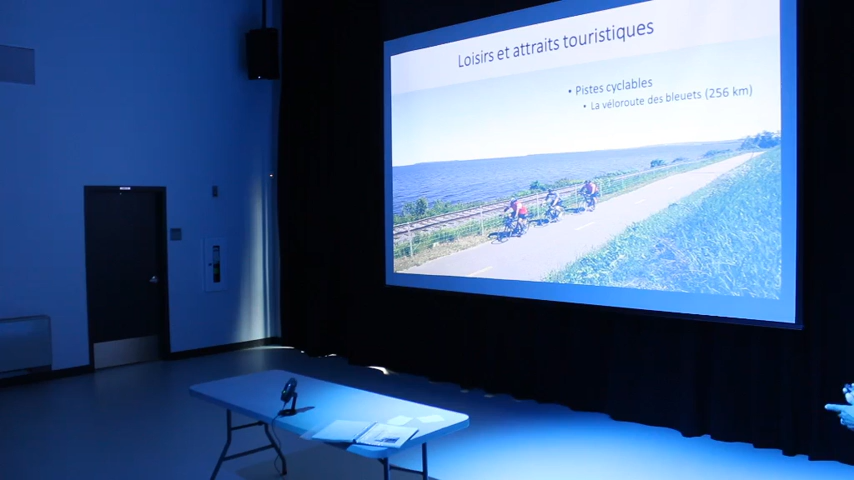 Loisirs et attraits touristiques
• Pistes cyclables
• La véloroute des bleuets (256 km)